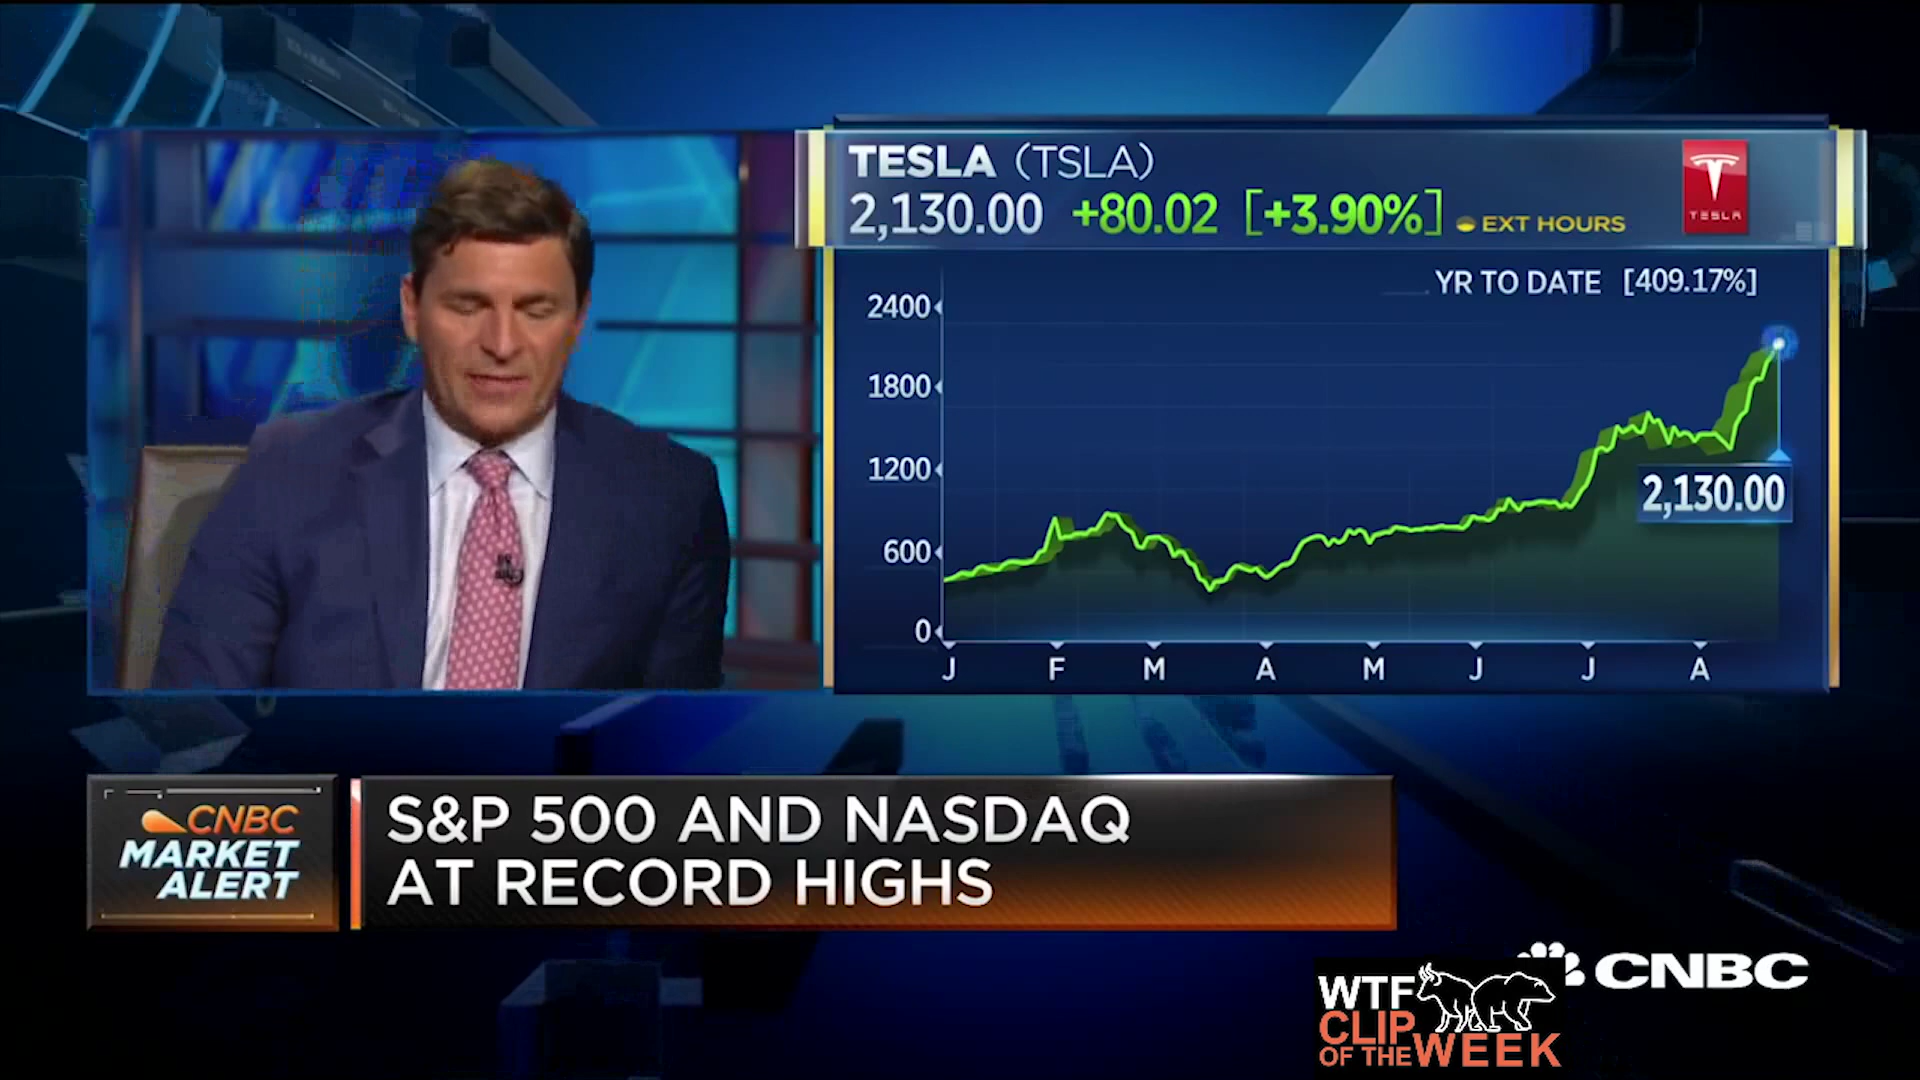 TESLA (TSLA)
2,130.00 +80.02 [+3.90%] EXT HOURS
TESLA
YR TO DATE [409.17%]
2400
1800
1200
600
0
2,130.00
J F M A M J J A
CNBC
MARKET
ALERT
S&P 500 AND NASDAQ
AT RECORD HIGHS
CNBC
WTF
CLIP
OF THE WEEK